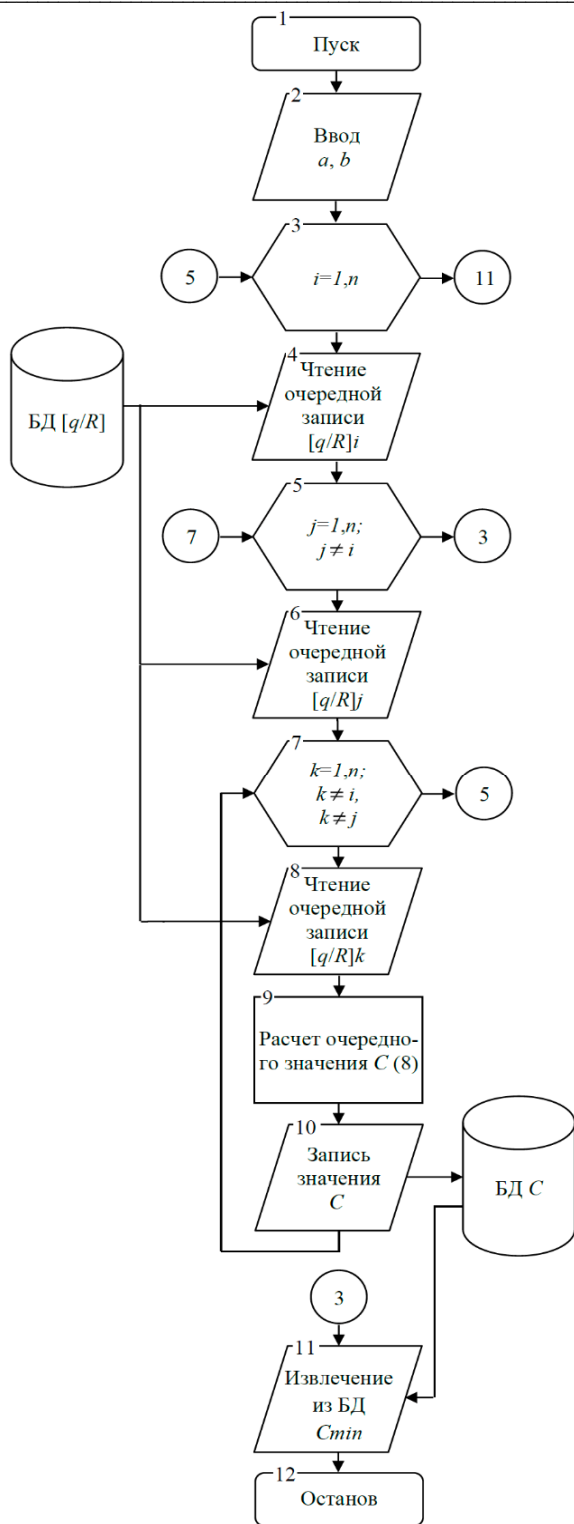 1
Пуск
2
Ввод
a, b
3
5
i=1,n
11
4
Чтение
очередной
записи
[q/R]i
БД [q/R]
5
7
j=1,n;
j ≠ i
3
6
Чтение
очередной
записи
[q/R]j
7
k=1,n;
k ≠ i,
k ≠ j
5
8
Чтение
очередной
записи
[q/R]k
9
Расчет очередно-
го значения C (8)
10
Запись
значения
C
БД C
3
11
Извлечение
из БД
Cmin
12
Останов